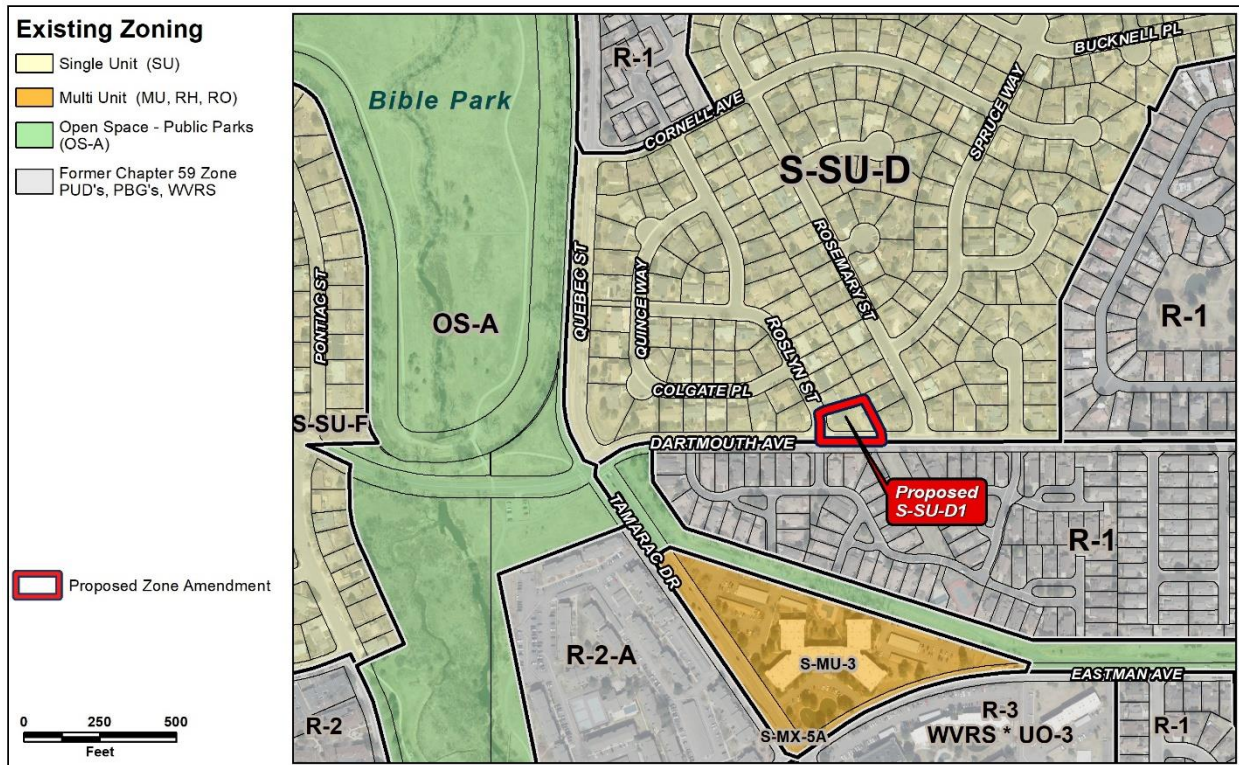 Existing Zoning
Single Unit (SU)
Multi Unit (MU, RH, RO)
Open Space - Public Parks
(OS-A)
Former Chapter 59 Zone
PUD's, PBG's, WVRS
Proposed Zone Amendment
0 250 500
Feet
Bible Park
R-1
BUCKNELL PL
CORNELL AVE
SPRUCE WAY
S-SU-D
PONTIAC ST
OS-A
QUEBEC ST
QUINCE WAY
ROSEMARY ST
R-1
ROSLYN ST
COLGATE PL
S-SU-F
DARTMOUTH AVE
Proposed
S-SU-D1
TAMARAC DR
R-1
R-2-A
S-MU-3
EASTMAN AVE
R-2
S-MX-5A
R-3
WVRS * UO-3
R-1